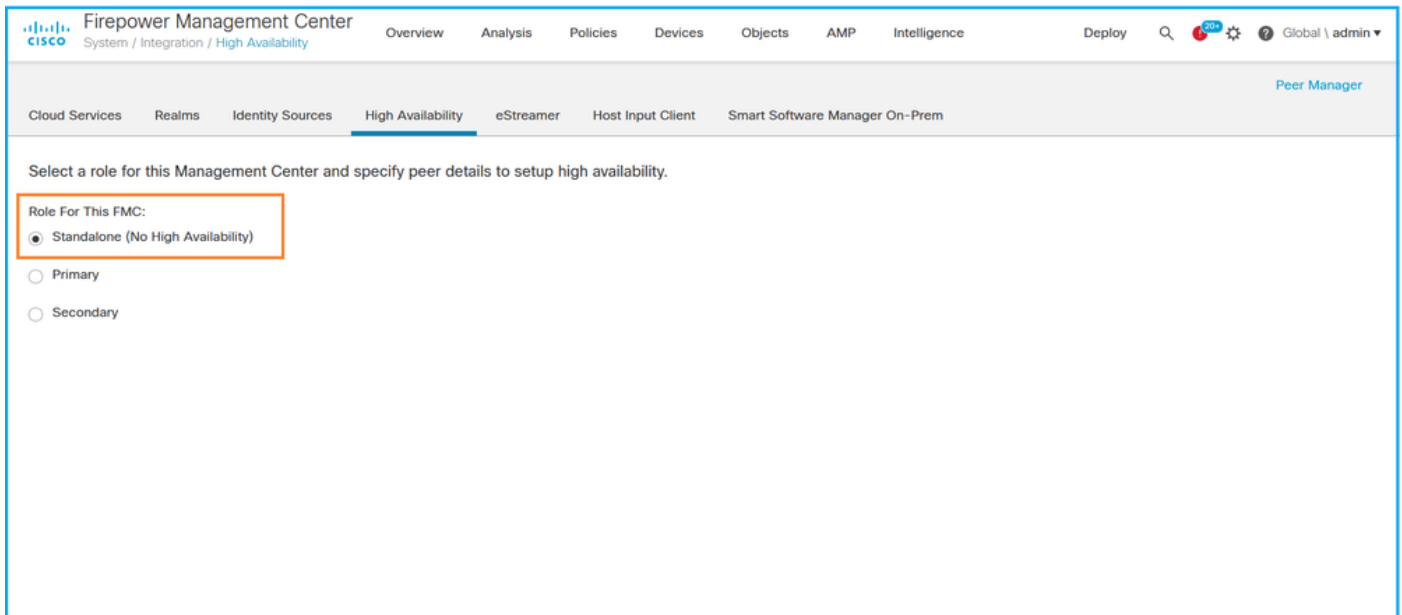 Firepower Management Center
CISCO System / Integration / High Availability Overview Analysis Policies Devices Objects AMP Intelligence Deploy 20+ Global \ admin
Peer Manager
Cloud Services Realms Identity Sources High Availability eStreamer Host Input Client Smart Software Manager On-Prem
Select a role for this Management Center and specify peer details to setup high availability.
Role For This FMC:
Standalone (No High Availability)
Primary
Secondary